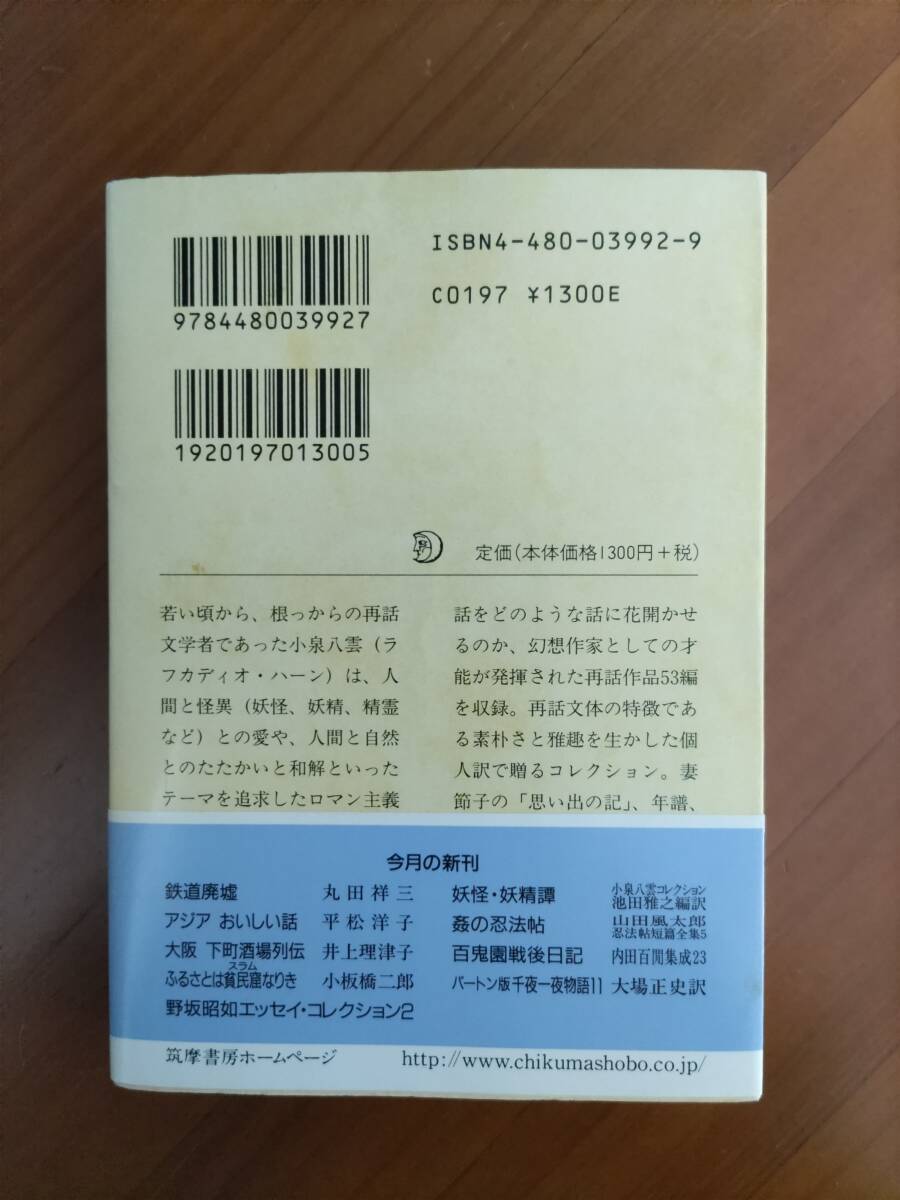 ISBN4-480-03992-9
9784480039927
C0197 ¥1300E
1920197013005
定価(本体価格1300円+税)
若い頃から、根っからの再話
文学者であった小泉八雲(ラ
フカディオ・ハーン)は、人
間と怪異(妖怪、妖精、精霊
など)との愛や、人間と自然
とのたたかいと和解といった
テーマを追求したロマン主義
話をどのような話に花開かせ
るのか、幻想作家としての才
能が発揮された再話作品53編
を収録。再話文体の特徴であ
る素朴さと雅趣を生かした個
人訳で贈るコレクション。妻
節子の「思い出の記」、年譜、
今月の新刊
鉄道廃墟 丸田祥三
アジア おいしい話 平松洋子
大阪 下町酒場列伝 井上理津子
スラム
ふるさとは貧民窟なりき 小板橋二郎
野坂昭如エッセイ・コレクション2
小泉八雲コレクション
妖怪・妖精譚 池田雅之編訳
姦の忍法帖 山田風太郎
忍法帖短篇全集5
百鬼園戦後日記 内田百閒集成23
バートン版千夜一夜物語11 大場正史訳
筑摩書房ホームページ http://www.chikumashobo.co.jp/